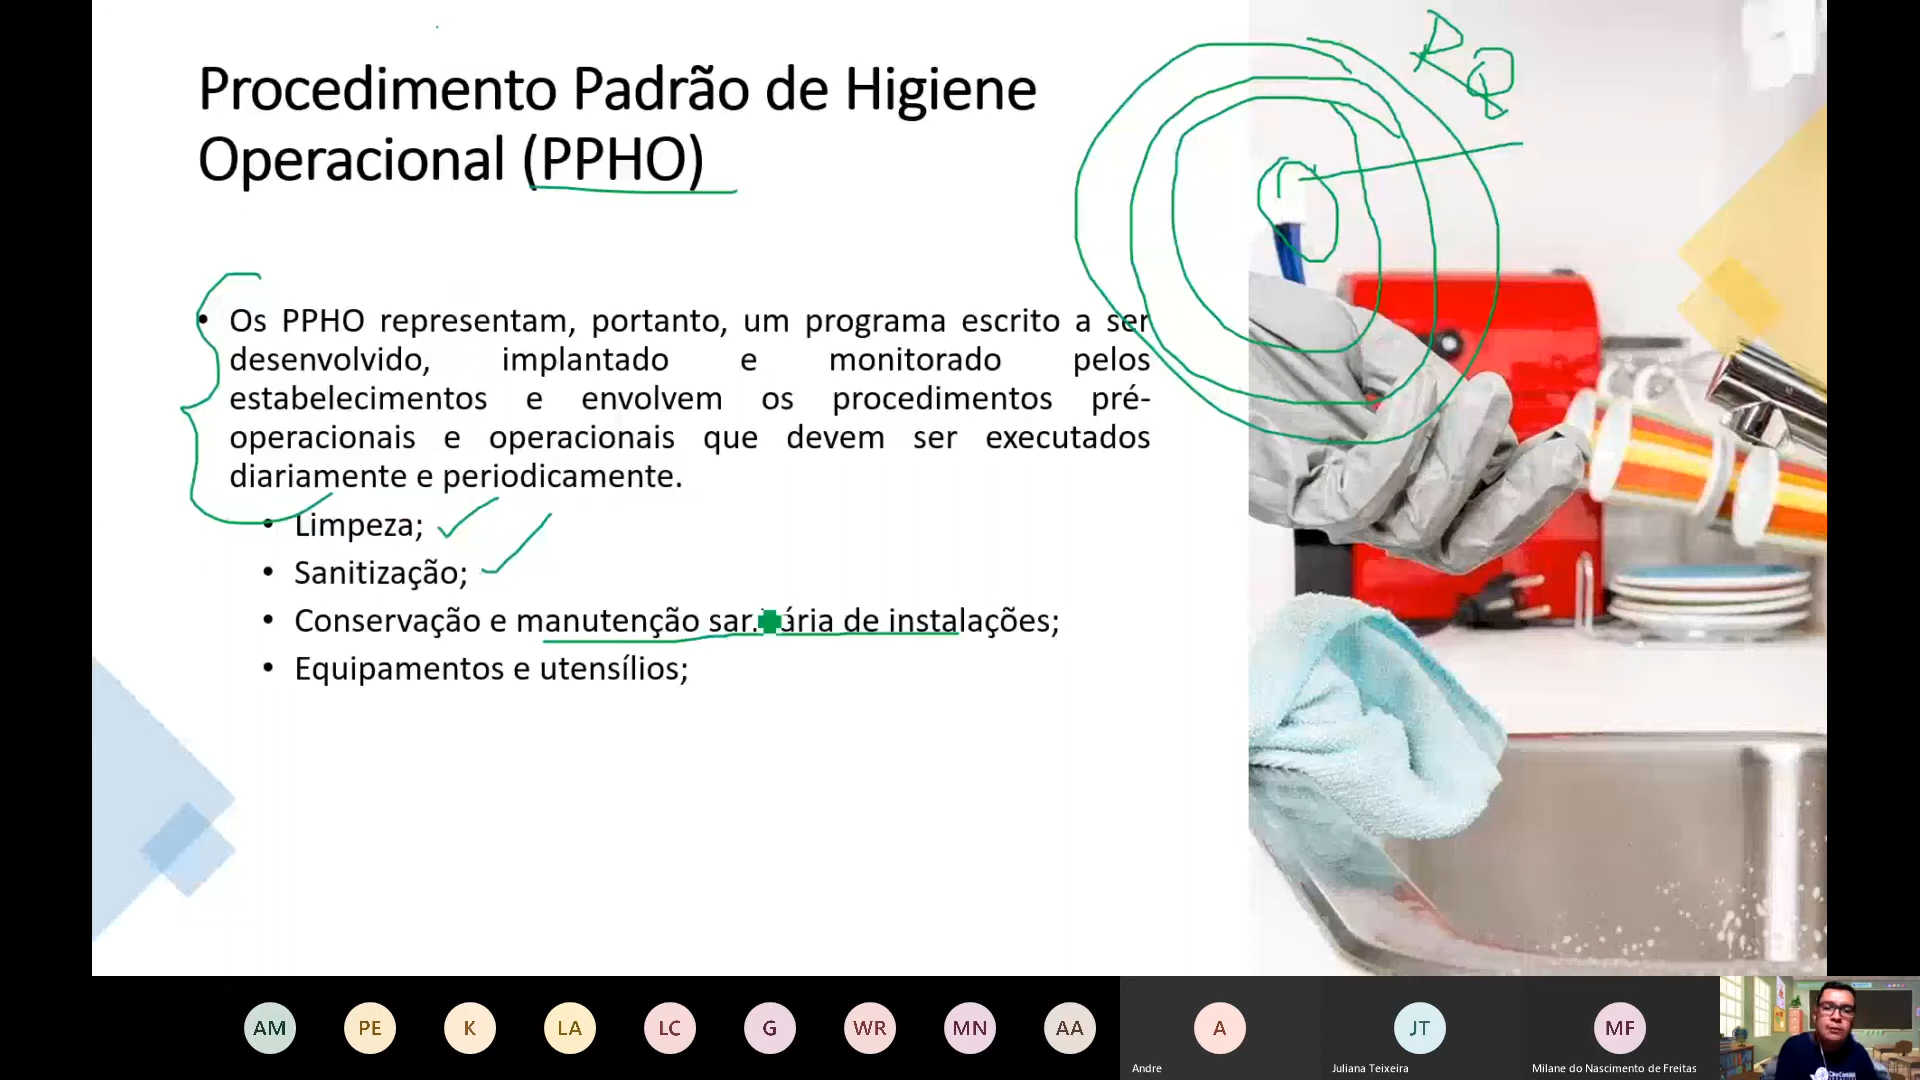 Procedimento Padrão de Higiene
Operacional (PPHO)
• Os PPHO representam, portanto, um programa escrito a ser
desenvolvido, implantado e monitorado pelos
estabelecimentos e envolvem os procedimentos pré-
operacionais e operacionais que devem ser executados
diariamente e periodicamente.
• Limpeza;
• Sanitização;
• Conservação e manutenção de instalações;
• Equipamentos e utensílios;
AM PE K LA LC G WR MN AA A JT MF
Andre Juliana Teixeira Milane do Nascimento de Freitas